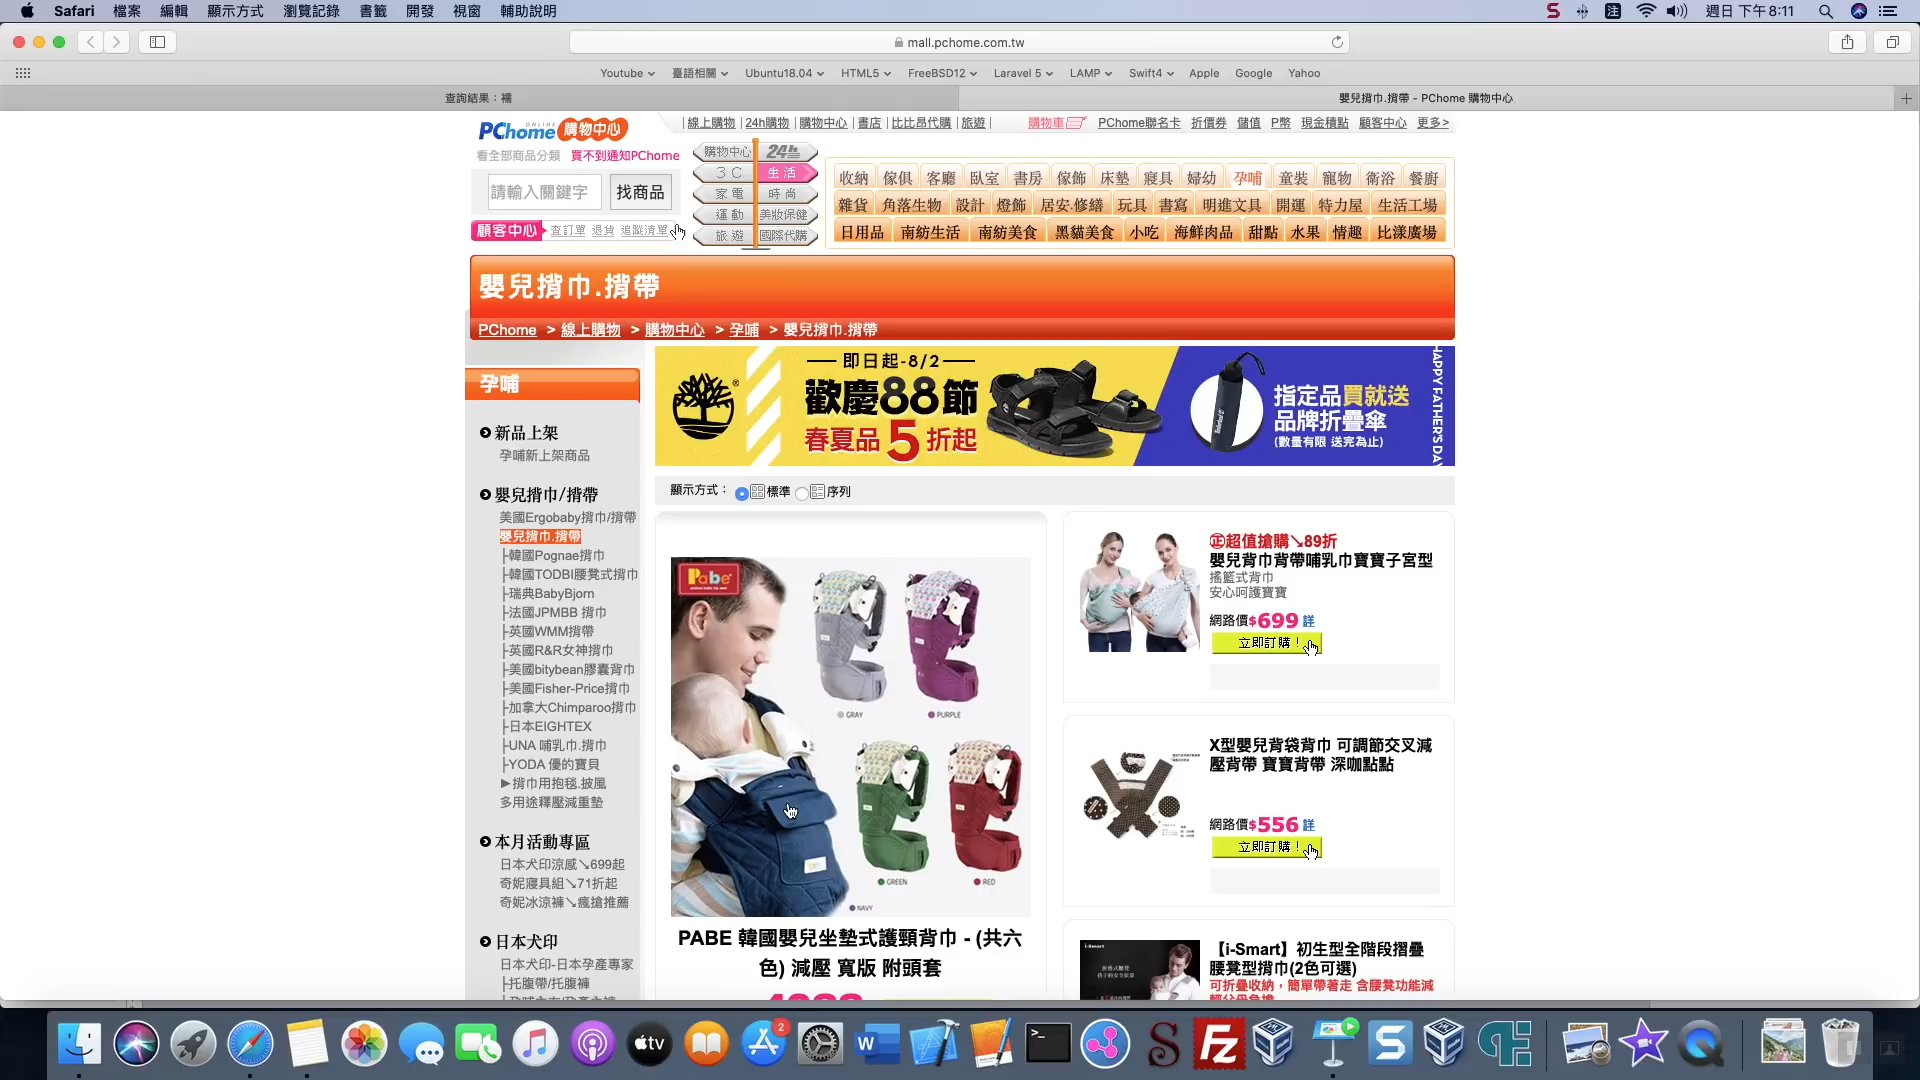 Safari 檔案 編輯 顯示方式 瀏覽記錄 書籤 開發 視窗 輔助說明
週日 下午8:11
mall.pchome.com.tw
Youtube 臺語相關 Ubuntu18.04 HTML5 FreeBSD12 Laravel 5 LAMP Swift4 Apple Google Yahoo
查詢結果：襦 嬰兒揹巾.揹帶 - PChome 購物中心
PChome ONLINE 購物中心
線上購物 | 24h購物 | 購物中心 | 書店 | 比比昂代購 | 旅遊 |
購物車 PChome聯名卡 折價券 儲值 P幣 現金積點 顧客中心 更多>
看全部商品分類 買不到通知PChome
請輸入關鍵字 找商品
顧客中心 查訂單 退貨 追蹤清單
購物中心 24h
3C 生活
家電 時尚
運動 美妝保健
旅遊 國際代購
收納 傢俱 客廳 臥室 書房 傢飾 床墊 寢具 婦幼 孕哺 童裝 寵物 衛浴 餐廚
雜貨 角落生物 設計 燈飾 居安.修繕 玩具 書寫 明進文具 開運 特力屋 生活工場
日用品 南紡生活 南紡美食 黑貓美食 小吃 海鮮肉品 甜點 水果 情趣 比漾廣場
嬰兒揹巾.揹帶
PChome > 線上購物 > 購物中心 > 孕哺 > 嬰兒揹巾.揹帶
孕哺
新品上架
孕哺新上架商品
嬰兒揹巾/揹帶
美國Ergobaby揹巾/揹帶
嬰兒揹巾.揹帶
├韓國Pognae揹巾
├韓國TODBI腰凳式揹巾
├瑞典BabyBjorn
├法國JPMBB 揹巾
├英國WMM揹帶
├英國R&R女神揹巾
├美國bitybean膠囊背巾
├美國Fisher-Price揹巾
├加拿大Chimparoo揹巾
├日本EIGHTEX
├UNA 哺乳巾.揹巾
├YODA 優的寶貝
▶揹巾用抱毯.披風
多用途釋壓減重墊
本月活動專區
日本犬印涼感↘699起
奇妮寢具組↘71折起
奇妮冰涼褲↘瘋搶推薦
日本犬印
日本犬印-日本孕產專家
├托腹帶/托腹褲
即日起-8/2
歡慶88節
春夏品5折起
指定品買就送
品牌折疊傘
(數量有限 送完為止)
HAPPY FATHER'S DAY
顯示方式： 標準 序列
Pabe
GRAY
PURPLE
GREEN
RED
NAVY
PABE 韓國嬰兒坐墊式護頸背巾 - (共六
色) 減壓 寬版 附頭套
㊣超值搶購↘89折
嬰兒背巾背帶哺乳巾寶寶子宮型
搖籃式背巾
安心呵護寶寶
網路價$699 詳
立即訂購！
X型嬰兒背袋背巾 可調節交叉減
壓背帶 寶寶背帶 深咖點點
網路價$556 詳
立即訂購！
i-Smart
【i-Smart】初生型全階段摺疊
腰凳型揹巾(2色可選)
可折疊收納，簡單帶著走 含腰凳功能減
2
tv